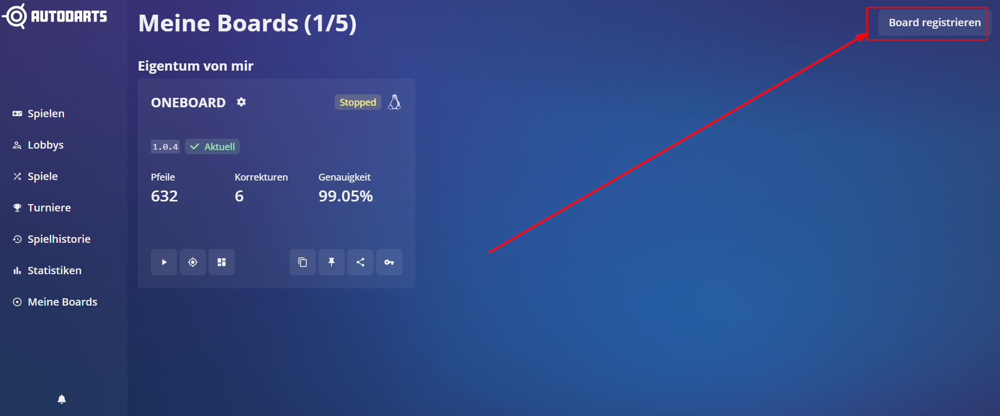 AUTODARTS
Meine Boards (1/5)
Board registrieren
Eigentum von mir
ONEBOARD
Stopped
1.0.4
Aktuell
Pfeile
Korrekturen
Genauigkeit
632
6
99.05%
Spielen
Lobbys
Spiele
Turniere
Spielhistorie
Statistiken
Meine Boards